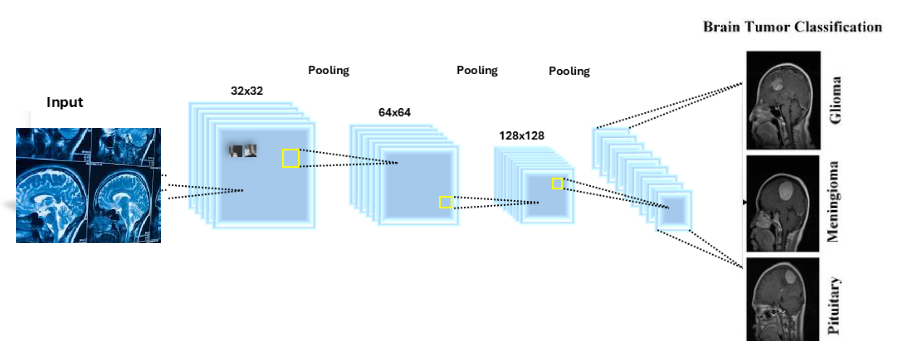 Brain Tumor Classification
Input
32x32
Pooling
64x64
Pooling
128x128
Pooling
Glioma
Meningioma
Pituitary